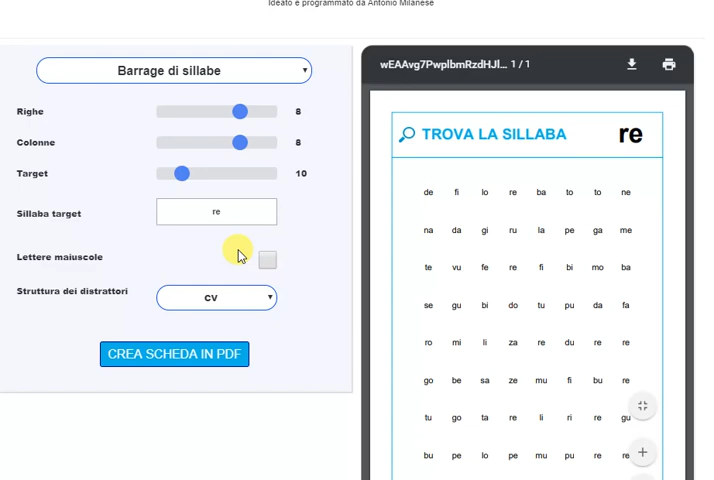 Ideato e programmato da Antonio Milanese
Barrage di sillabe
Righe 8
Colonne 8
Target 10
Sillaba target re
Lettere maiuscole
Struttura dei distrattori CV
CREA SCHEDA IN PDF
wEAAvg7PwplbmRzdHJl... 1 / 1
TROVA LA SILLABA re
de fi lo re ba to to ne
na da gi ru la pe ga me
te vu fe re fi bi mo ba
se gu bi do tu pu da fa
ro mi li za re du re re
go be sa ze mu fi bu re
tu go ta re li ri re gu
bu pe lo pe mu pu re re